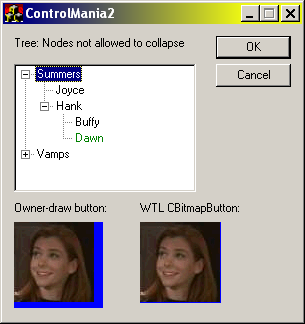 ControlMania2
Tree: Nodes not allowed to collapse
OK
Cancel
Summers
Joyce
Hank
Buffy
Dawn
Vamps
Owner-draw button:
WTL CBitmapButton: